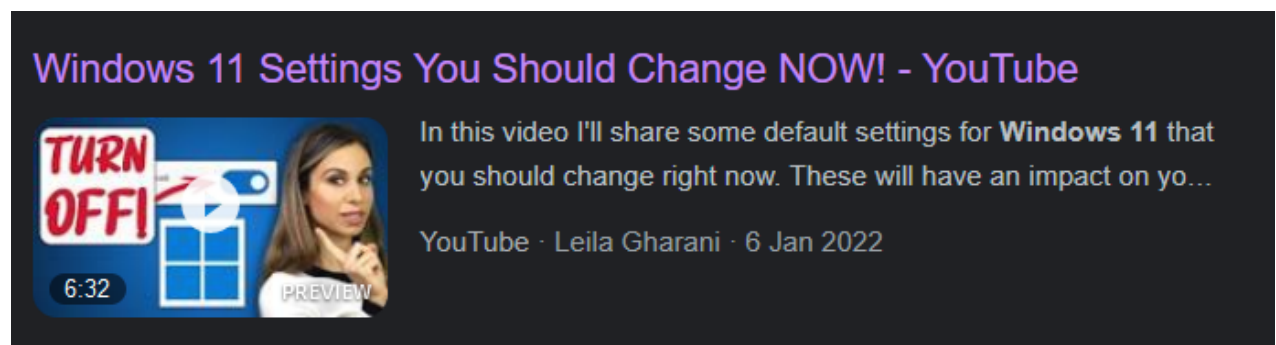 Windows 11 Settings You Should Change NOW! - YouTube
TURN
OFF!
6:32
PREVIEW
In this video I'll share some default settings for Windows 11 that
you should change right now. These will have an impact on yo...
YouTube · Leila Gharani · 6 Jan 2022